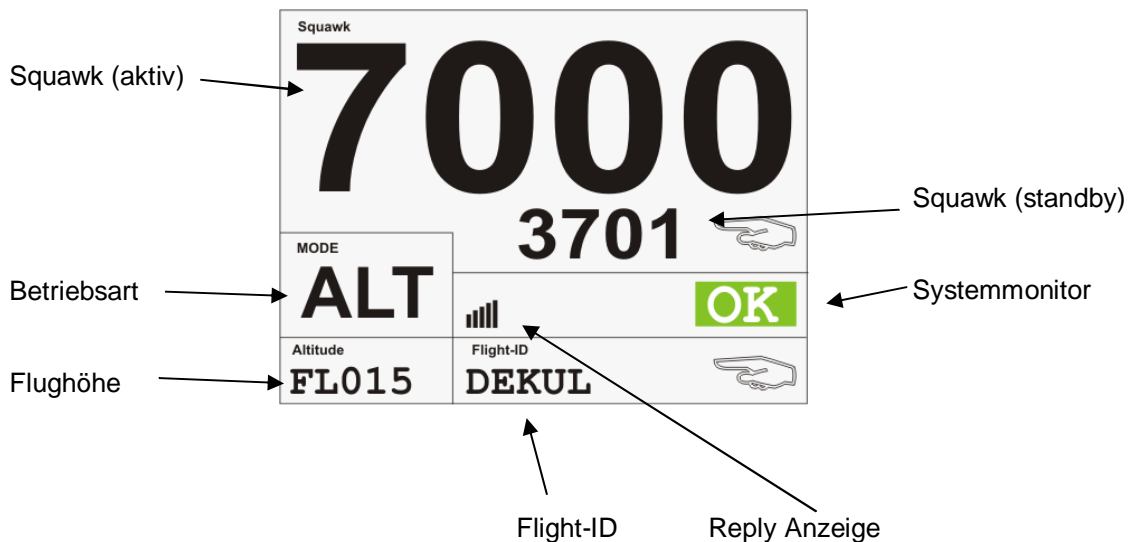 Squawk
7000
Squawk (aktiv)
3701
Squawk (standby)
MODE
ALT
Betriebsart
OK
Systemmonitor
Altitude
FL015
Flughöhe
Flight-ID
DEKUL
Flight-ID
Reply Anzeige